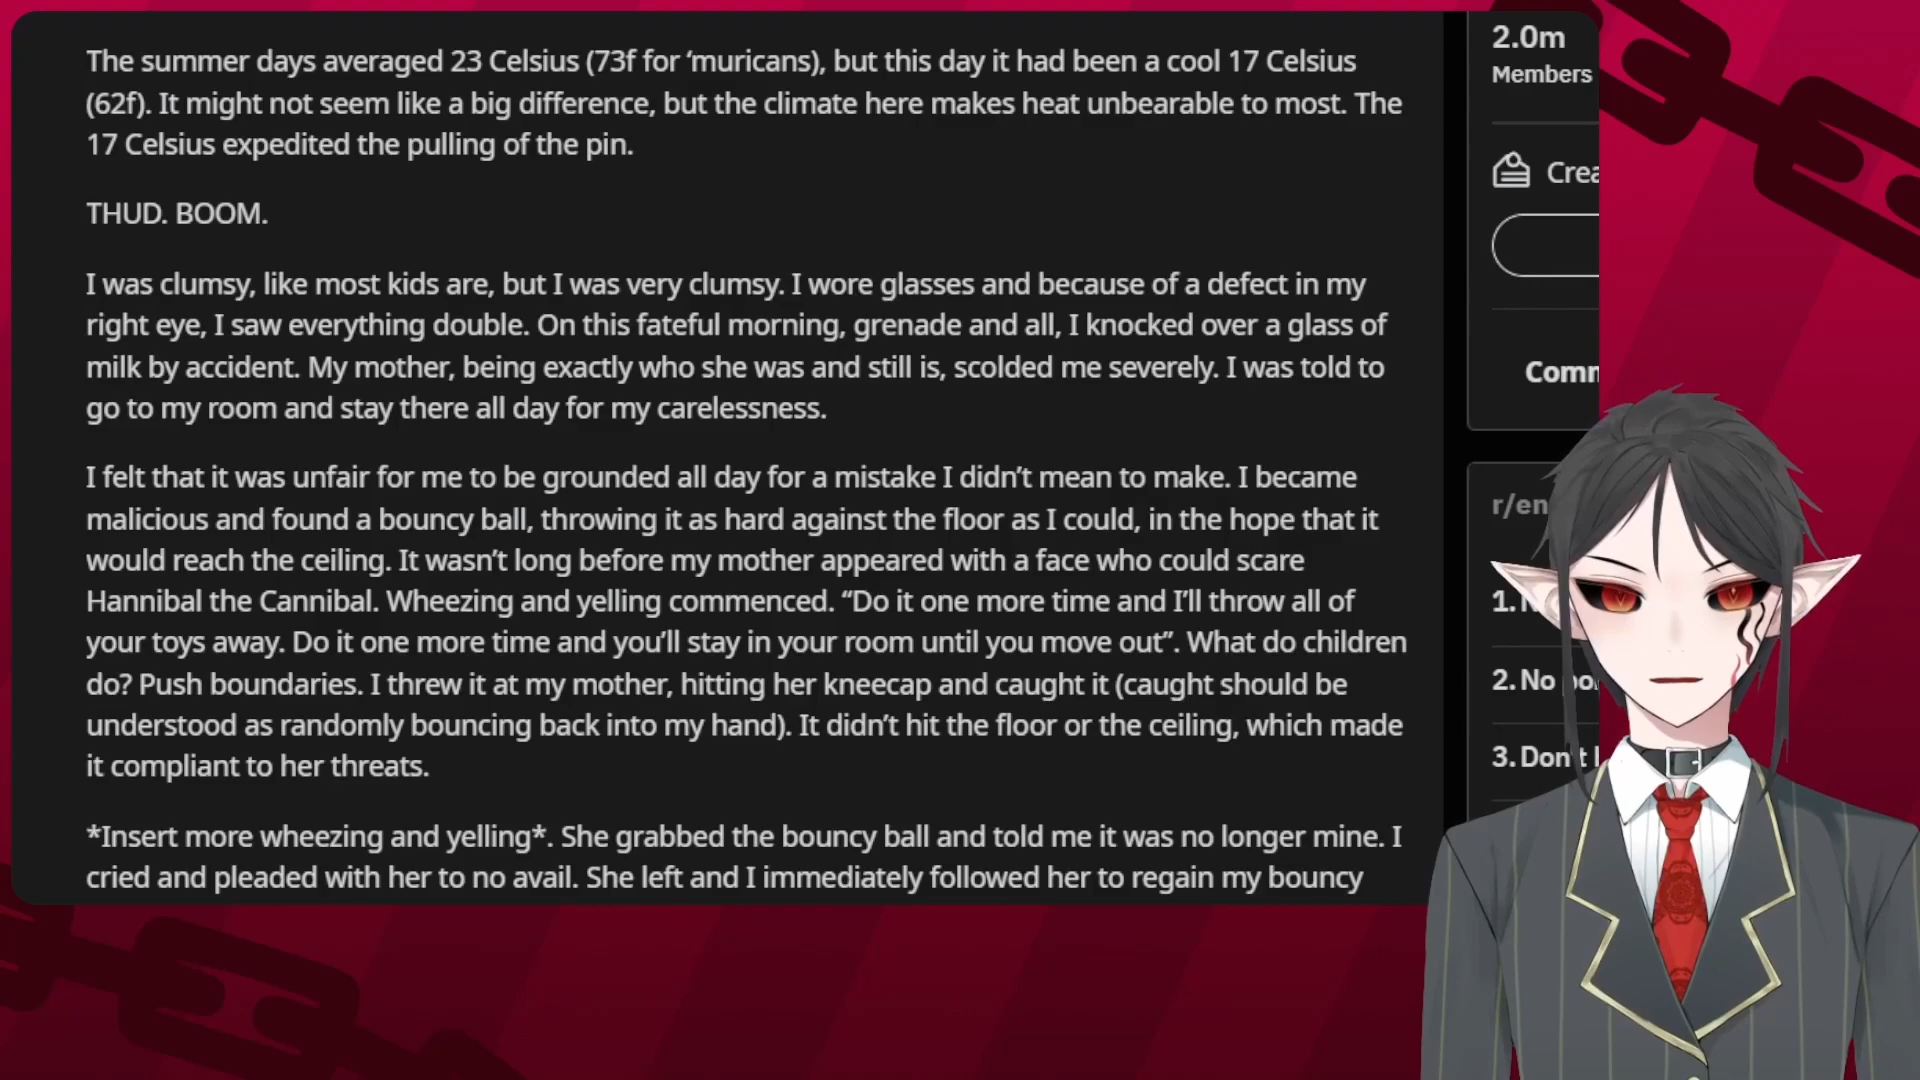 The summer days averaged 23 Celsius (73f for ‘muricans), but this day it had been a cool 17 Celsius
(62f). It might not seem like a big difference, but the climate here makes heat unbearable to most. The
17 Celsius expedited the pulling of the pin.
THUD. BOOM.
I was clumsy, like most kids are, but I was very clumsy. I wore glasses and because of a defect in my
right eye, I saw everything double. On this fateful morning, grenade and all, I knocked over a glass of
milk by accident. My mother, being exactly who she was and still is, scolded me severely. I was told to
go to my room and stay there all day for my carelessness.
I felt that it was unfair for me to be grounded all day for a mistake I didn’t mean to make. I became
malicious and found a bouncy ball, throwing it as hard against the floor as I could, in the hope that it
would reach the ceiling. It wasn’t long before my mother appeared with a face who could scare
Hannibal the Cannibal. Wheezing and yelling commenced. “Do it one more time and I’ll throw all of
your toys away. Do it one more time and you’ll stay in your room until you move out”. What do children
do? Push boundaries. I threw it at my mother, hitting her kneecap and caught it (caught should be
understood as randomly bouncing back into my hand). It didn’t hit the floor or the ceiling, which made
it compliant to her threats.
*Insert more wheezing and yelling*. She grabbed the bouncy ball and told me it was no longer mine. I
cried and pleaded with her to no avail. She left and I immediately followed her to regain my bouncy
2.0m
Members
Crea
Comm
r/en
1.
2. No
3. Don't